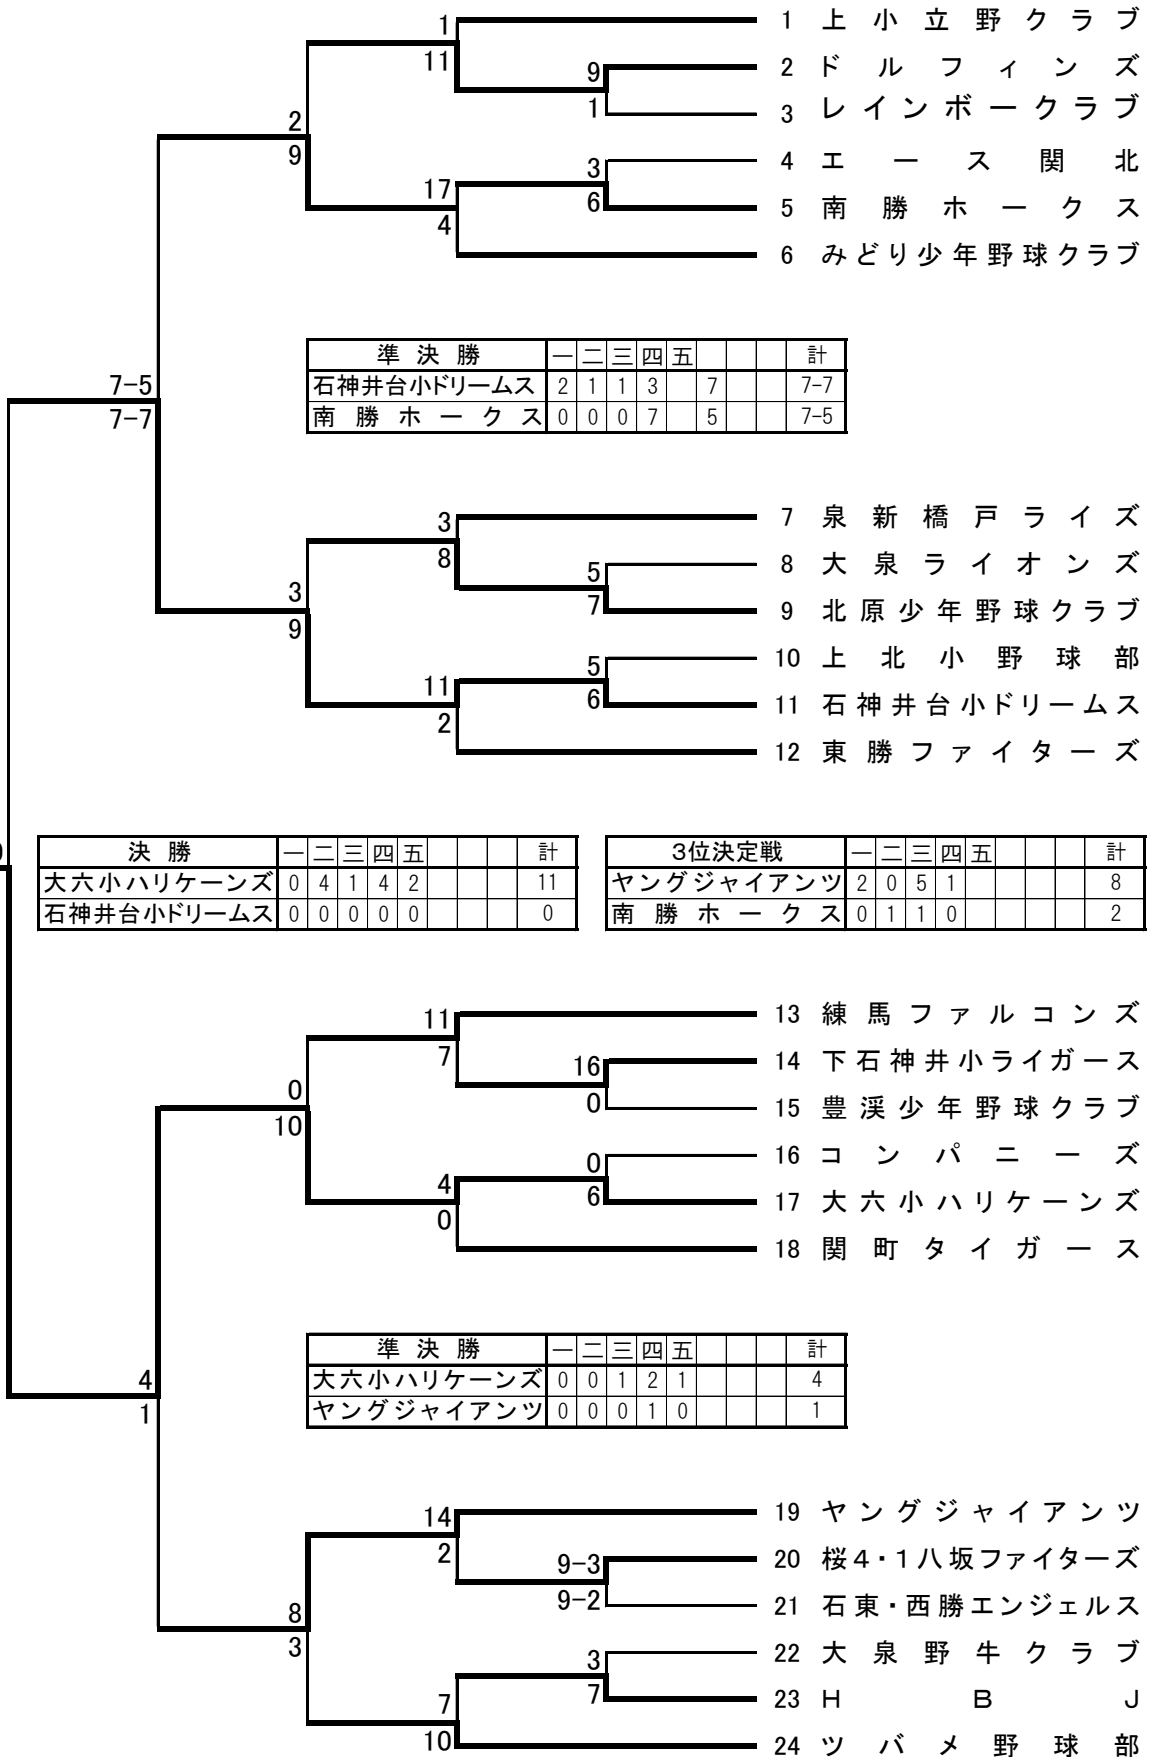 1 1 上小立野クラブ
11 9 2 ドルフィンズ
1 3 レインボークラブ
2
9 3 4 エース関北
17 6 5 南勝ホークス
4 6 みどり少年野球クラブ
準決勝 一 二 三 四 五 計
石神井台小ドリームス 2 1 1 3 7 7-7
南勝ホークス 0 0 0 7 5 7-5
7-5
7-7
3 7 泉新橋戸ライズ
8 5 8 大泉ライオンズ
7 9 北原少年野球クラブ
3
9 5 10 上北小野球部
11 6 11 石神井台小ドリームス
2 12 東勝ファイターズ
決勝 一 二 三 四 五 計
大六小ハリケーンズ 0 4 1 4 2 11
石神井台小ドリームス 0 0 0 0 0 0
3位決定戦 一 二 三 四 五 計
ヤングジャイアンツ 2 0 5 1 8
南勝ホークス 0 1 1 0 2
11 13 練馬ファルコンズ
7 16 14 下石神井小ライガース
0 15 豊渓少年野球クラブ
0
10 0 16 コンパニーズ
4 6 17 大六小ハリケーンズ
0 18 関町タイガース
準決勝 一 二 三 四 五 計
大六小ハリケーンズ 0 0 1 2 1 4
ヤングジャイアンツ 0 0 0 1 0 1
4
1
14 19 ヤングジャイアンツ
2 9-3 20 桜4・1八坂ファイターズ
9-2 21 石東・西勝エンジェルス
8
3 3 22 大泉野牛クラブ
7 7 23 HBJ
10 24 ツバメ野球部